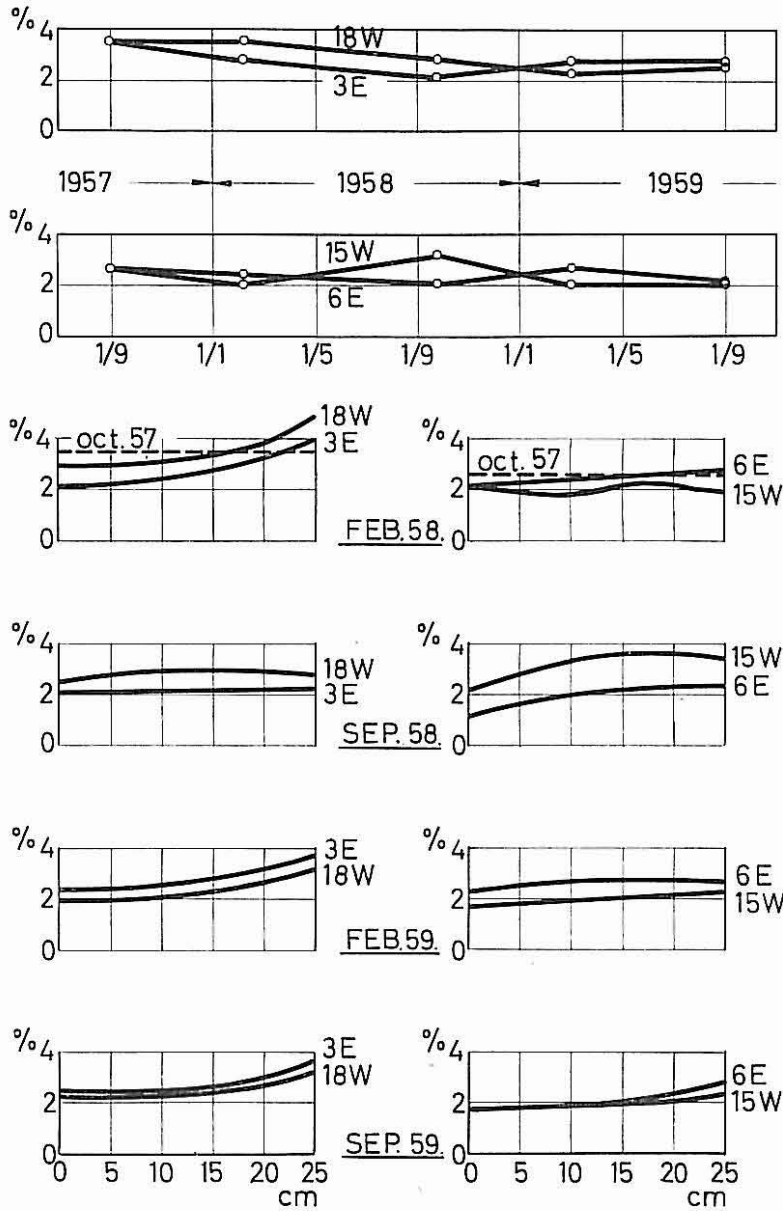 % 4
18W
2
3E
0
1957 1958 1959
% 4
15W
2
6E
0
1/9 1/1 1/5 1/9 1/1 1/5 1/9
18W
% 4 oct.57 3E
2
0
FEB.58.
% 4
oct.57 6E
2 15W
0
% 4
18W
2 3E
0
SEP.58.
% 4
15W
2 6E
0
% 4 3E
18W
2
0
FEB.59.
% 4
6E
2 15W
0
% 4 3E
18W
2
0
SEP.59.
0 5 10 15 20 25
cm
% 4
6E
2 15W
0
0 5 10 15 20 25
cm